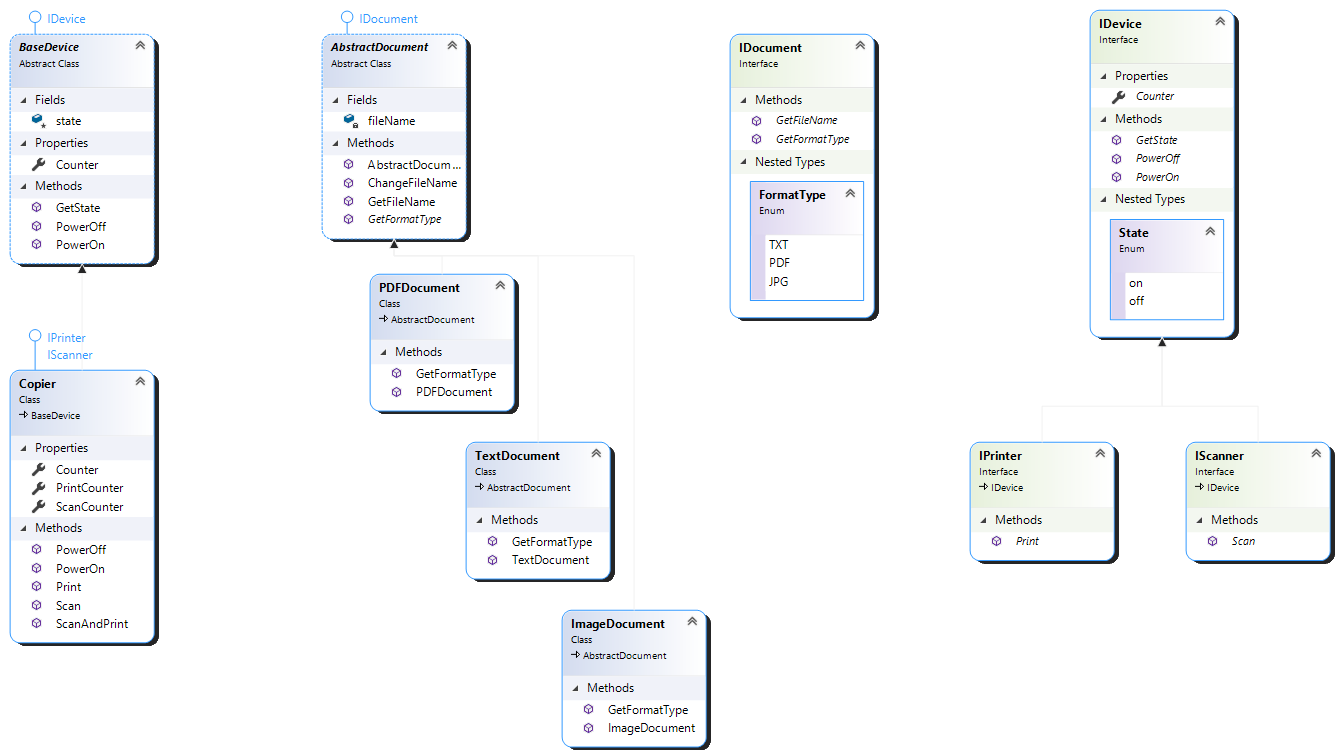 IDevice
BaseDevice
Abstract Class
Fields
state
Properties
Counter
Methods
GetState
PowerOff
PowerOn
IPrinter
IScanner
Copier
Class
BaseDevice
Properties
Counter
PrintCounter
ScanCounter
Methods
PowerOff
PowerOn
Print
Scan
ScanAndPrint
IDocument
AbstractDocument
Abstract Class
Fields
fileName
Methods
AbstractDocum...
ChangeFileName
GetFileName
GetFormatType
PDFDocument
Class
AbstractDocument
Methods
GetFormatType
PDFDocument
TextDocument
Class
AbstractDocument
Methods
GetFormatType
TextDocument
ImageDocument
Class
AbstractDocument
Methods
GetFormatType
ImageDocument
IDocument
Interface
Methods
GetFileName
GetFormatType
Nested Types
FormatType
Enum
TXT
PDF
JPG
IDevice
Interface
Properties
Counter
Methods
GetState
PowerOff
PowerOn
Nested Types
State
Enum
on
off
IPrinter
Interface
IDevice
Methods
Print
IScanner
Interface
IDevice
Methods
Scan